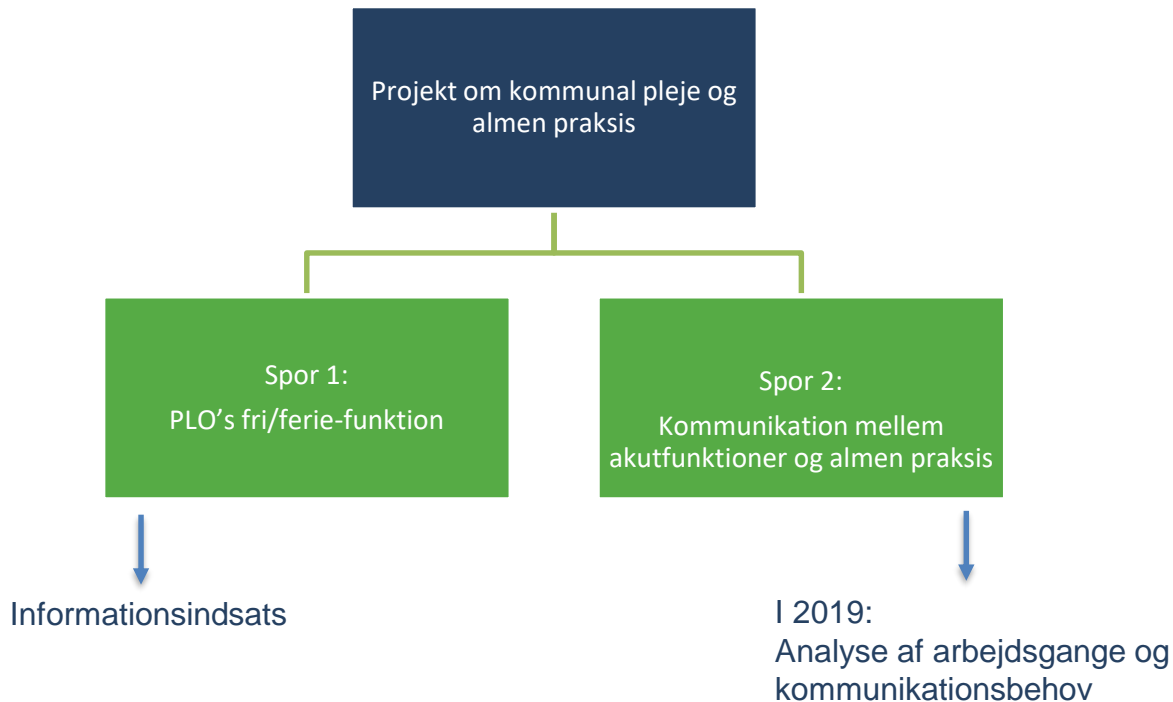 Projekt om kommunal pleje og
almen praksis
Spor 1:
PLO’s fri/ferie-funktion
Spor 2:
Kommunikation mellem
akutfunktioner og almen praksis
Informationsindsats
I 2019:
Analyse af arbejdsgange og
kommunikationsbehov